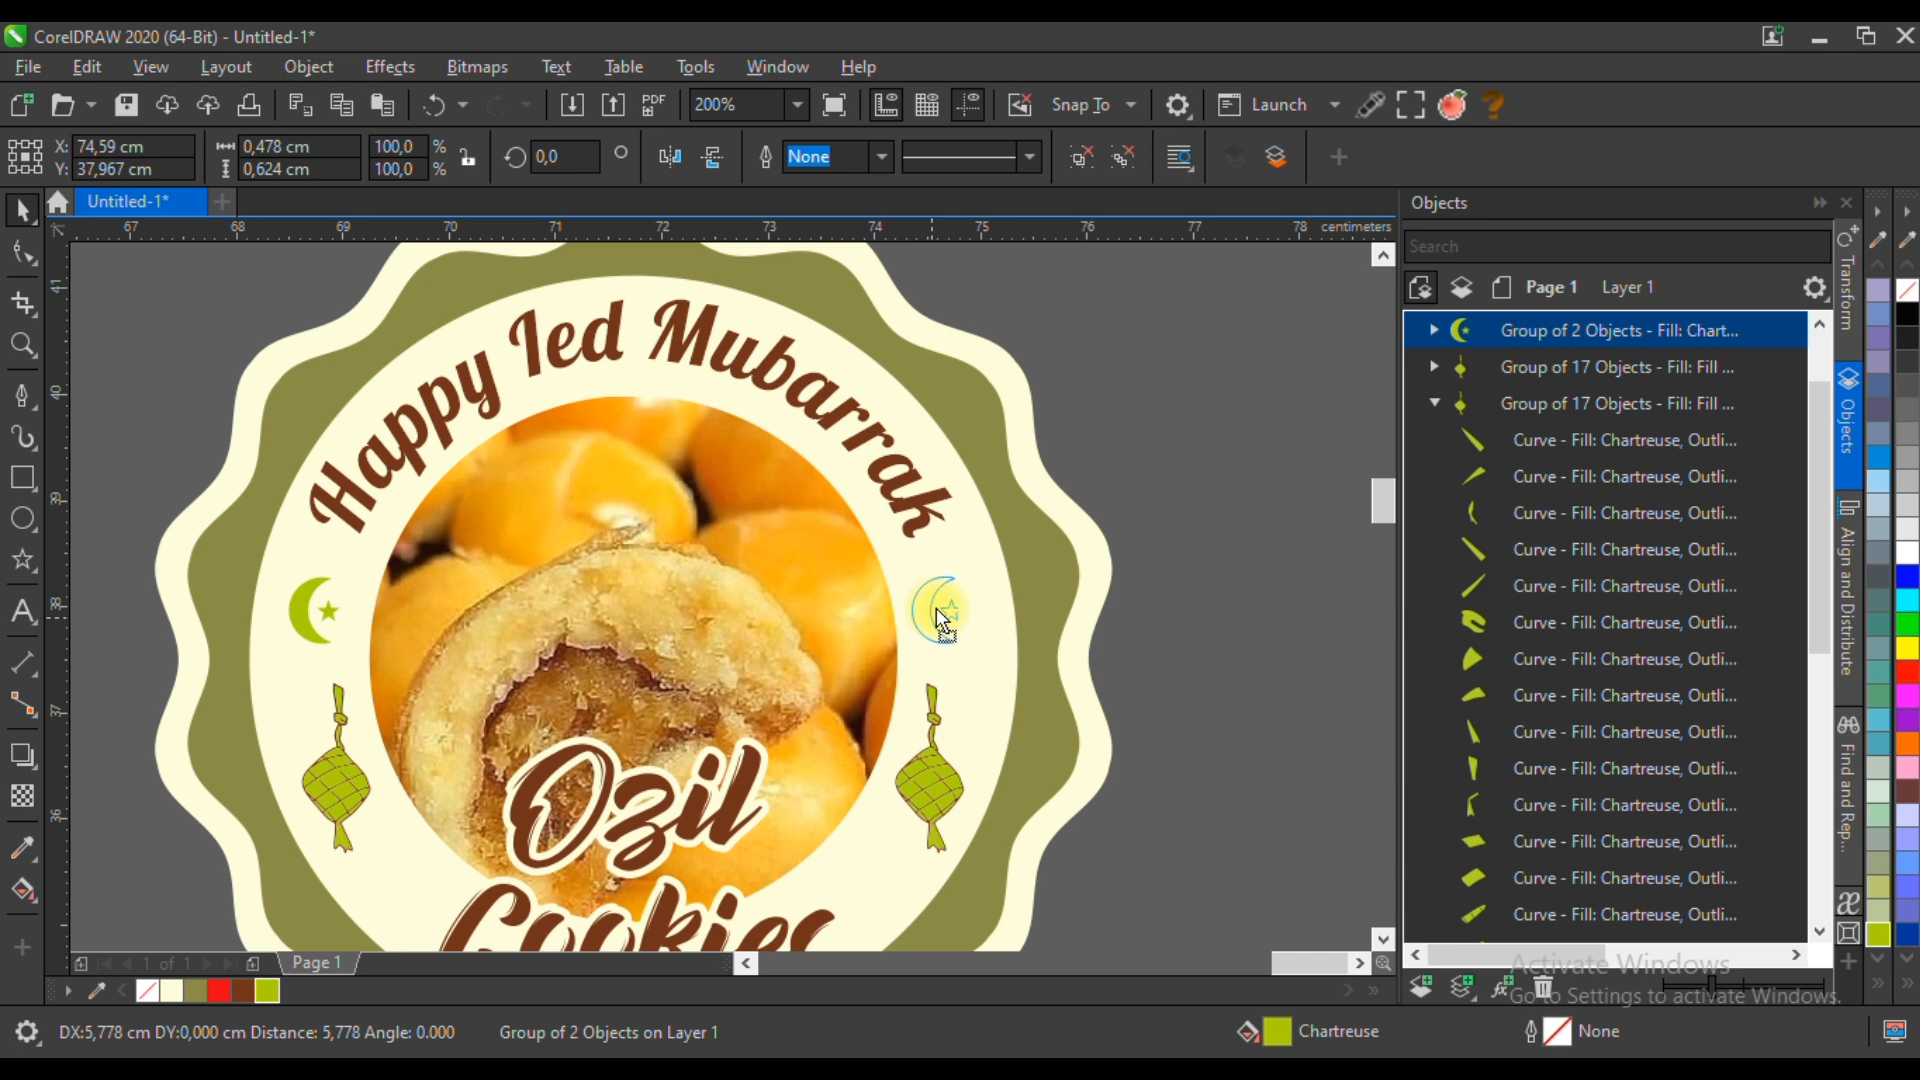 CorelDRAW 2020 (64-Bit) - Untitled-1*
File Edit View Layout Object Effects Bitmaps Text Table Tools Window Help
PDF 200% Snap To Launch
X: 74,59 cm 0,478 cm 100,0 % 0,0 None
Y: 37,967 cm 0,624 cm 100,0 %
Untitled-1*
67 68 69 70 71 72 73 74 75 76 77 78 centimeters
41
40
39
38
37
36
Happy Ied Mubarrak
Ozil
Cookies
1 of 1 Page 1
Objects
Search
Page 1 Layer 1
Group of 2 Objects - Fill: Chart...
Group of 17 Objects - Fill: Fill ...
Group of 17 Objects - Fill: Fill ...
Curve - Fill: Chartreuse, Outli...
Curve - Fill: Chartreuse, Outli...
Curve - Fill: Chartreuse, Outli...
Curve - Fill: Chartreuse, Outli...
Curve - Fill: Chartreuse, Outli...
Curve - Fill: Chartreuse, Outli...
Curve - Fill: Chartreuse, Outli...
Curve - Fill: Chartreuse, Outli...
Curve - Fill: Chartreuse, Outli...
Curve - Fill: Chartreuse, Outli...
Curve - Fill: Chartreuse, Outli...
Curve - Fill: Chartreuse, Outli...
Curve - Fill: Chartreuse, Outli...
Curve - Fill: Chartreuse, Outli...
Transform
Objects
Align and Distribute
Find and Rep...
Activate Windows
Go to Settings to activate Windows.
DX:5,778 cm DY:0,000 cm Distance: 5,778 Angle: 0.000 Group of 2 Objects on Layer 1 Chartreuse None